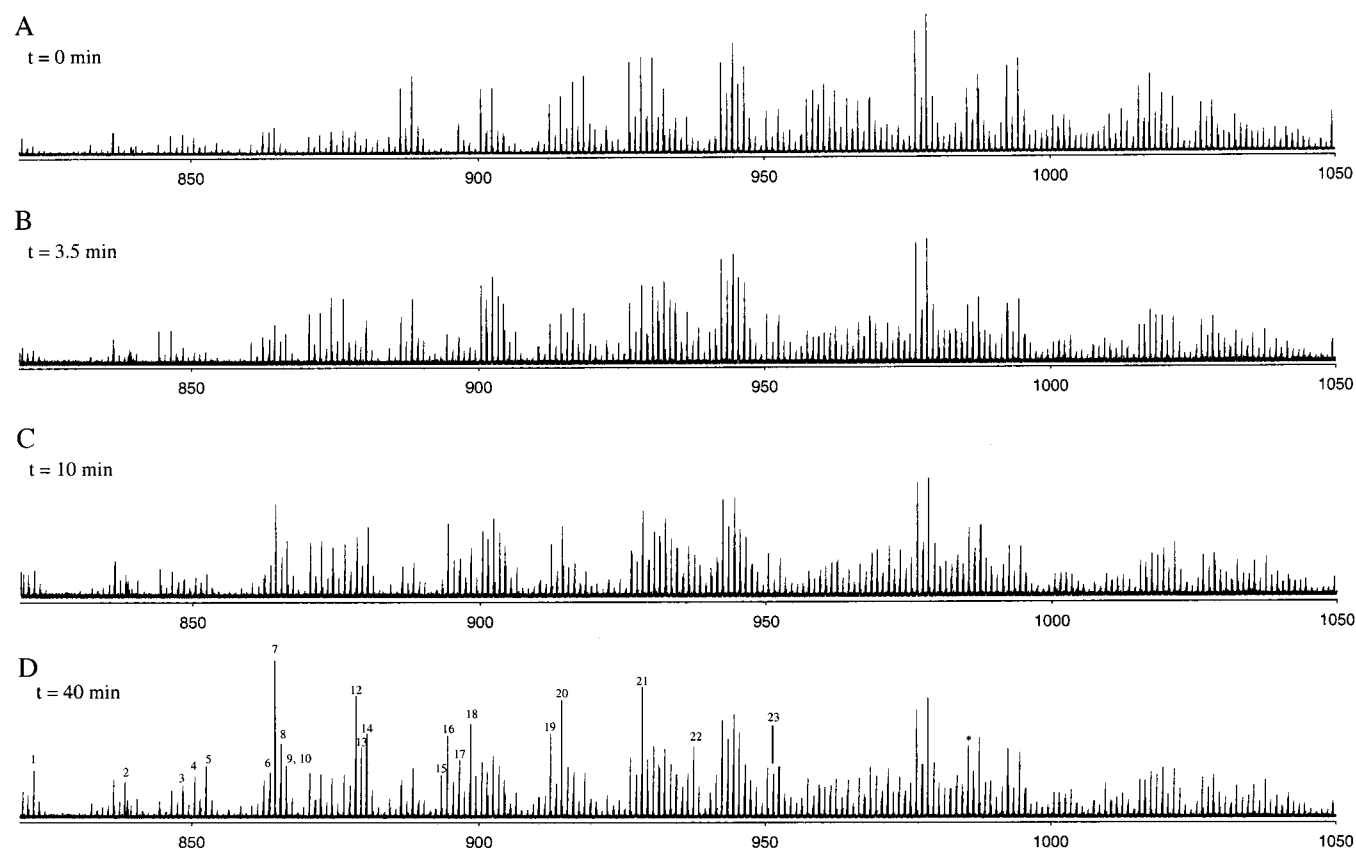 A
t = 0 min
850 900 950 1000 1050
B
t = 3.5 min
850 900 950 1000 1050
C
t = 10 min
850 900 950 1000 1050
D
t = 40 min
1 2 3 4 5 6 7 8 9, 10 12 13 14 15 16 17 18 19 20 21 22 23 *
850 900 950 1000 1050